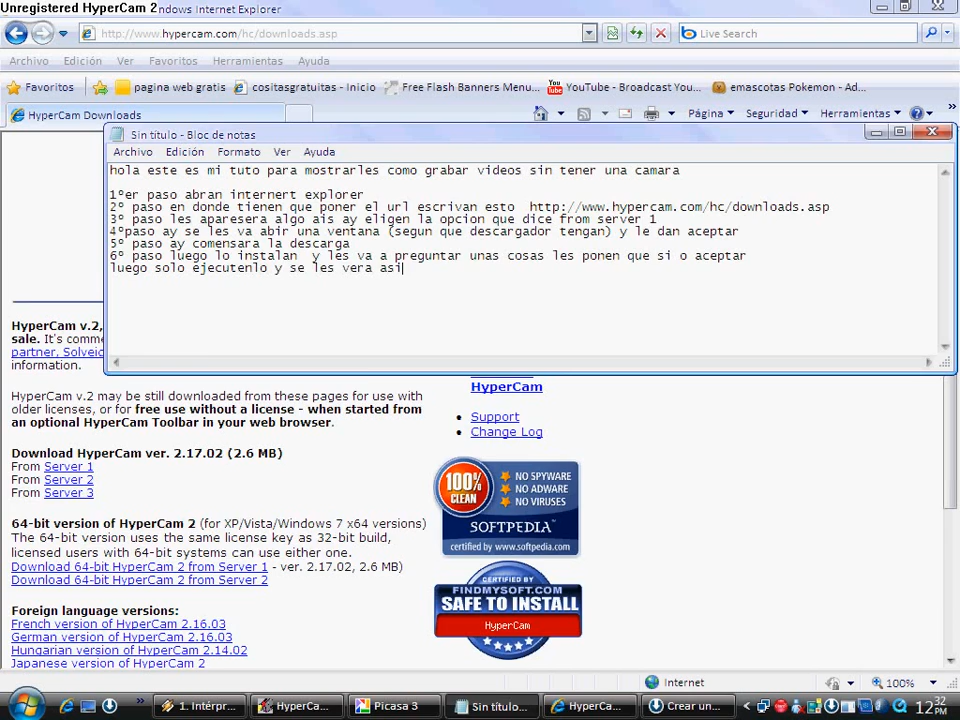 Unregistered HyperCam 2
ndows Internet Explorer
http://www.hypercam.com/hc/downloads.asp
Live Search
Archivo Edición Ver Favoritos Herramientas Ayuda
Favoritos pagina web gratis cositasgratuitas - Inicio Free Flash Banners Menu... YouTube - Broadcast You... emascotas Pokemon - Ad...
HyperCam Downloads Página Seguridad Herramientas
Sin título - Bloc de notas
Archivo Edición Formato Ver Ayuda
hola este es mi tuto para mostrarles como grabar videos sin tener una camara
1ºer paso abran internert explorer
2º paso en donde tienen que poner el url escrivan esto http://www.hypercam.com/hc/downloads.asp
3º paso les aparesera algo ais ay eligen la opcion que dice from server 1
4ºpaso ay se les va abir una ventana (segun que descargador tengan) y le dan aceptar
5º paso ay comensara la descarga
6º paso luego lo instalan y les va a preguntar unas cosas les ponen que si o aceptar
luego solo ejecutenlo y se les vera asi
HyperCam v.2,
sale. It's comme
partner, Solveig
information.
HyperCam v.2 may be still downloaded from these pages for use with
older licenses, or for free use without a license - when started from
an optional HyperCam Toolbar in your web browser.
Download HyperCam ver. 2.17.02 (2.6 MB)
From Server 1
From Server 2
From Server 3
64-bit version of HyperCam 2 (for XP/Vista/Windows 7 x64 versions)
The 64-bit version uses the same license key as 32-bit build,
licensed users with 64-bit systems can use either one.
Download 64-bit HyperCam 2 from Server 1 - ver. 2.17.02, 2.6 MB)
Download 64-bit HyperCam 2 from Server 2
Foreign language versions:
French version of HyperCam 2.16.03
German version of HyperCam 2.16.03
Hungarian version of HyperCam 2.14.02
Japanese version of HyperCam 2
HyperCam
Support
Change Log
100%
CLEAN
NO SPYWARE
NO ADWARE
NO VIRUSES
SOFTPEDIA
certified by www.softpedia.com
CERTIFIED BY
FINDMYSOFT.COM
SAFE TO INSTALL
HyperCam
Internet 100%
1. Intérpr... HyperCa... Picasa 3 Sin título... HyperCa... Crear un... 12:32 PM